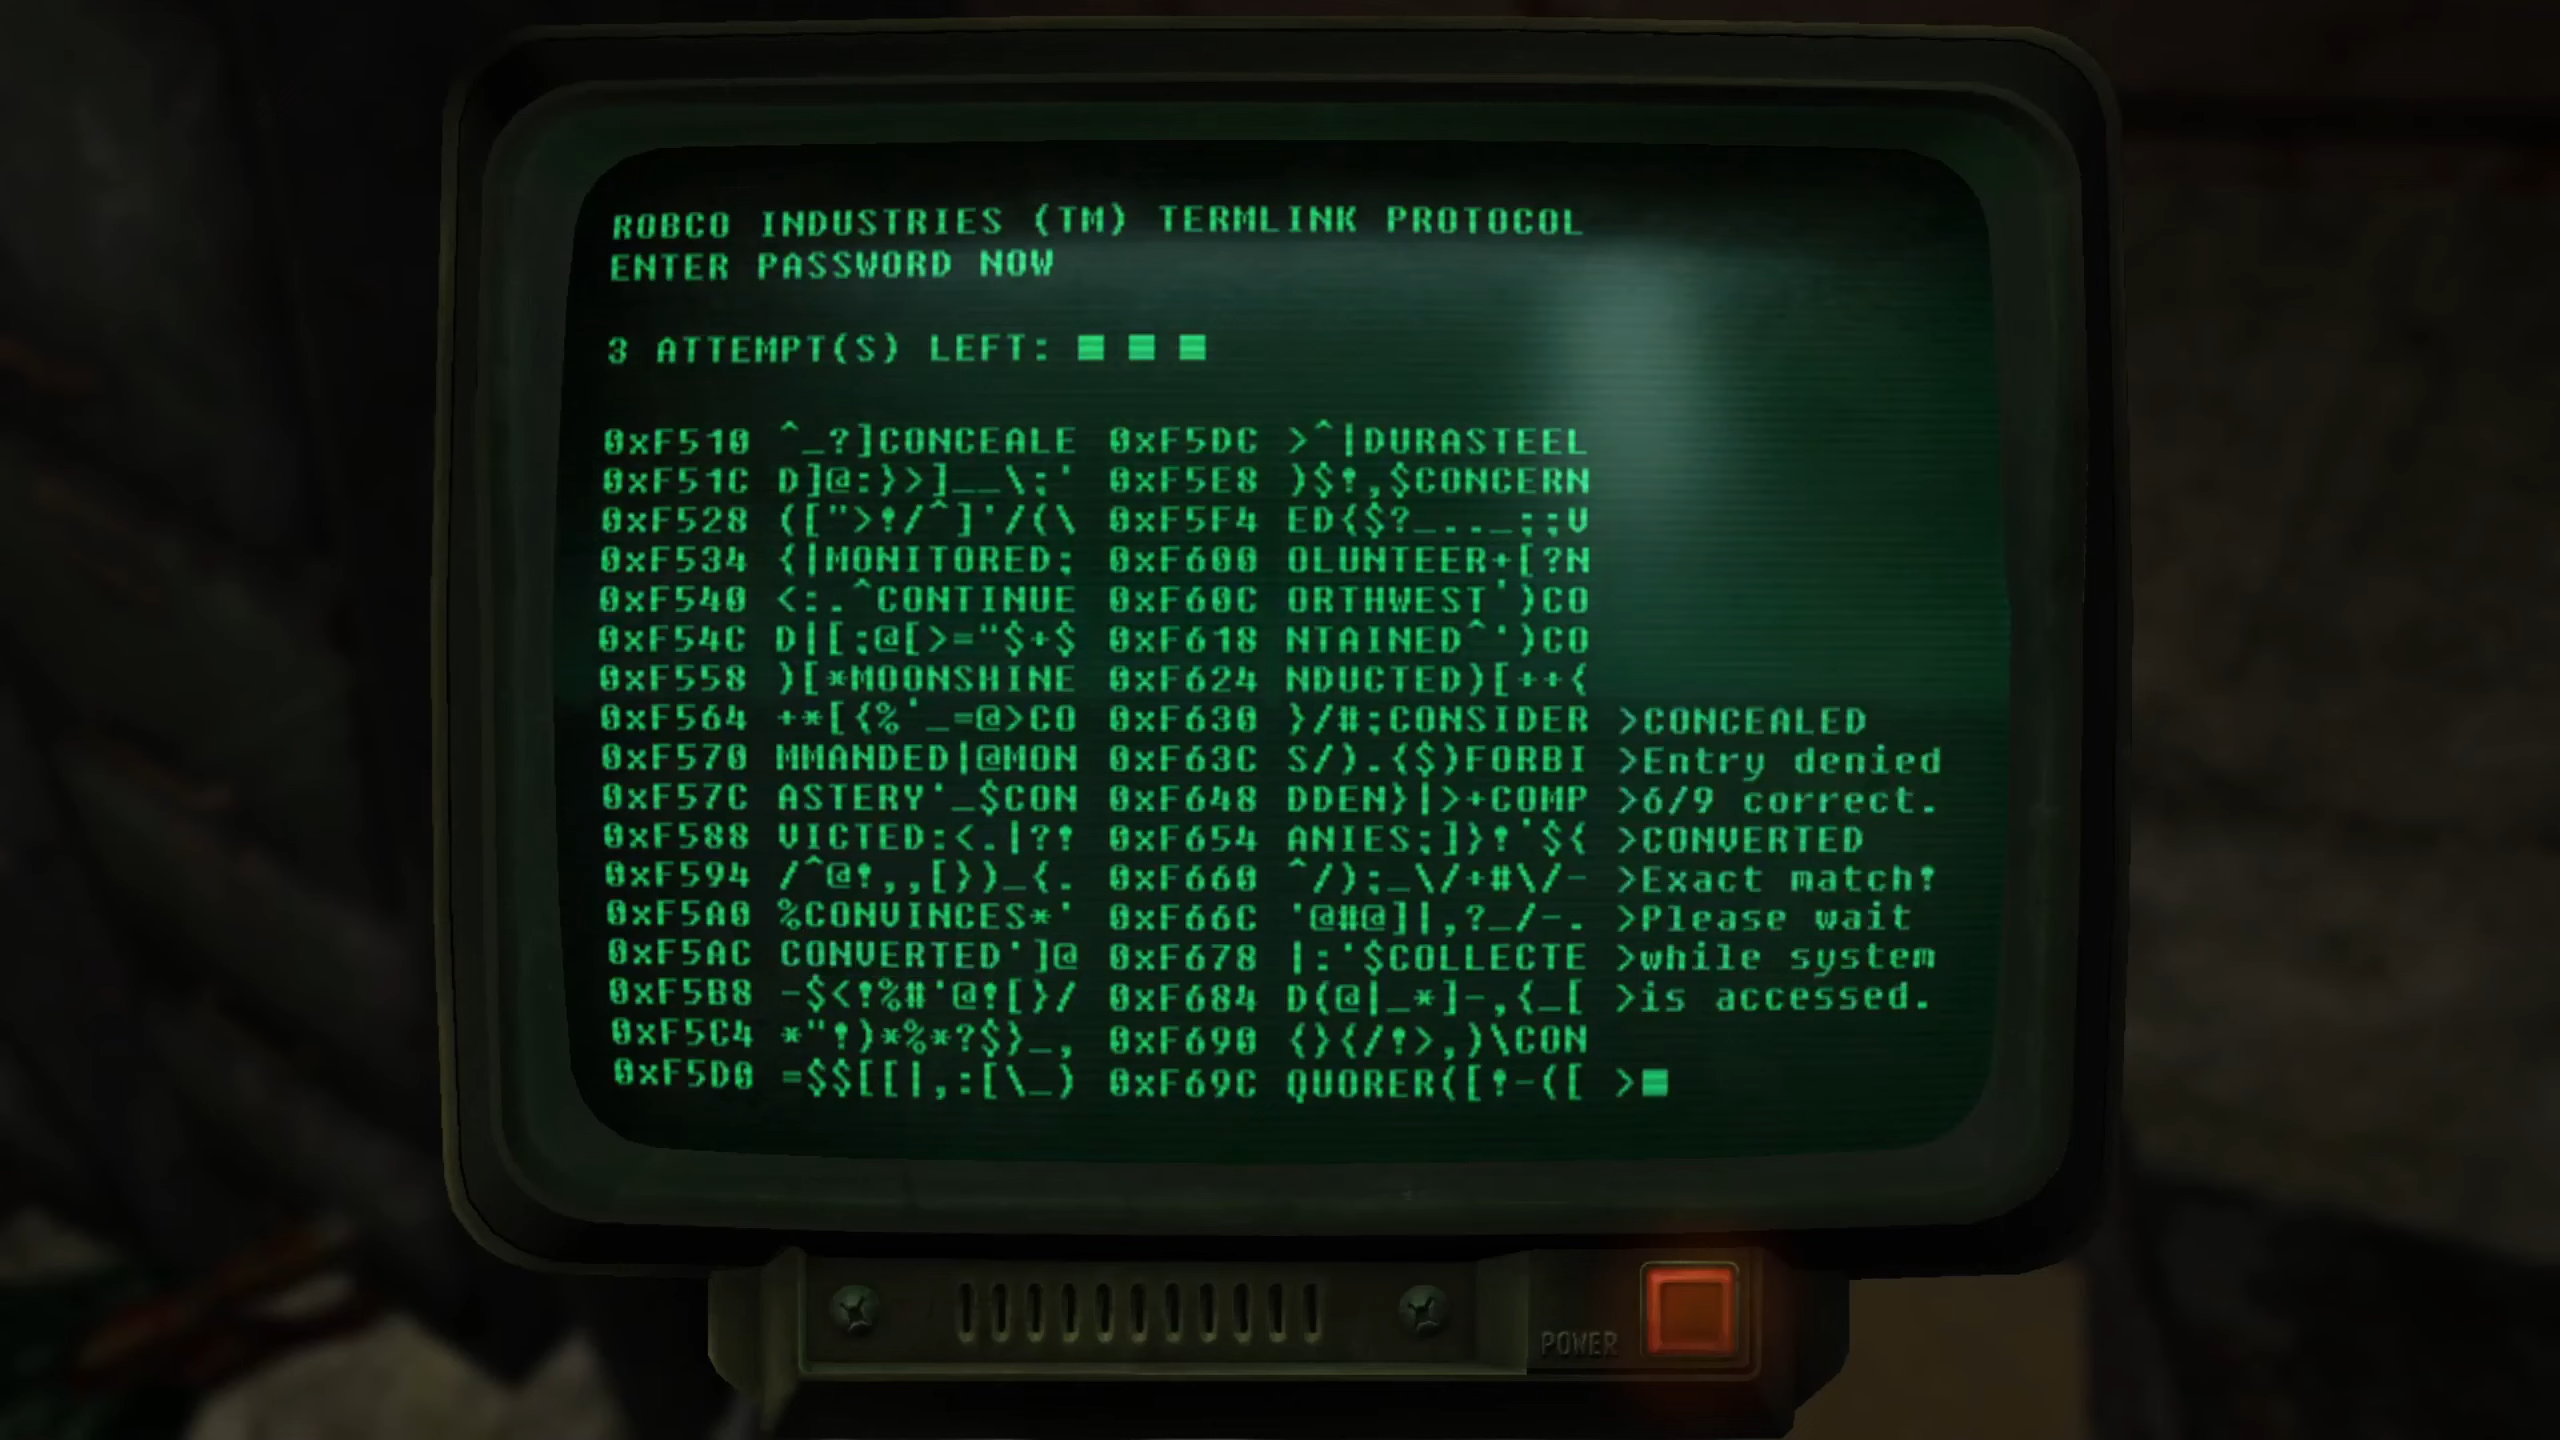 ROBCO INDUSTRIES (TM) TERMLINK PROTOCOL
ENTER PASSWORD NOW
3 ATTEMPT(S) LEFT: ■ ■ ■
0xF510 ^_?]CONCEALE 0xF5DC >^|DURASTEEL
0xF51C D]@:}>]__\;' 0xF5E8 )$!,$CONCERN
0xF528 ([">!/^]'/(\ 0xF5F4 ED{$?_.._;;V
0xF534 {|MONITORED; 0xF600 OLUNTEER+[?N
0xF540 <:.^CONTINUE 0xF60C ORTHWEST')CO
0xF54C D|[;@[>="$+$ 0xF618 NTAINED^')CO
0xF558 )[*MOONSHINE 0xF624 NDUCTED)[++{
0xF564 +*[{%'_=@>CO 0xF630 }/#;CONSIDER >CONCEALED
0xF570 MMANDED|@MON 0xF63C S/).{$)FORBI >Entry denied
0xF57C ASTERY'_$CON 0xF648 DDEN}|>+COMP >6/9 correct.
0xF588 VICTED:<.|?! 0xF654 ANIES;]}!'${ >CONVERTED
0xF594 /^@!,,[})_{. 0xF660 ^/);_\/+#\/- >Exact match!
0xF5A0 %CONVINCES*' 0xF66C '@#@]|,?_/-. >Please wait
0xF5AC CONVERTED']@ 0xF678 |:'$COLLECTE >while system
0xF5B8 -$<!%#'@![}/ 0xF684 D(@|_*]-,{_[ >is accessed.
0xF5C4 *"!)*%*?$}_, 0xF690 {}{/!>,)\CON
0xF5D0 =$$[[|,:[\_) 0xF69C QUORER([!-([ >■
POWER